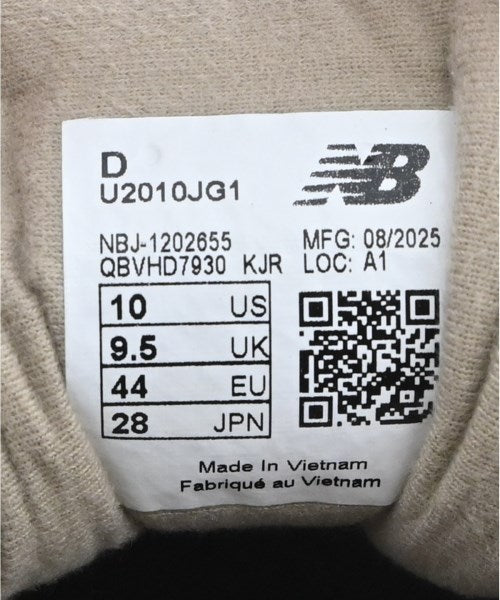 D
U2010JG1
NB
NBJ-1202655
QBVHD7930 KJR
MFG: 08/2025
LOC: A1
10 US
9.5 UK
44 EU
28 JPN
Made In Vietnam
Fabriqué au Vietnam